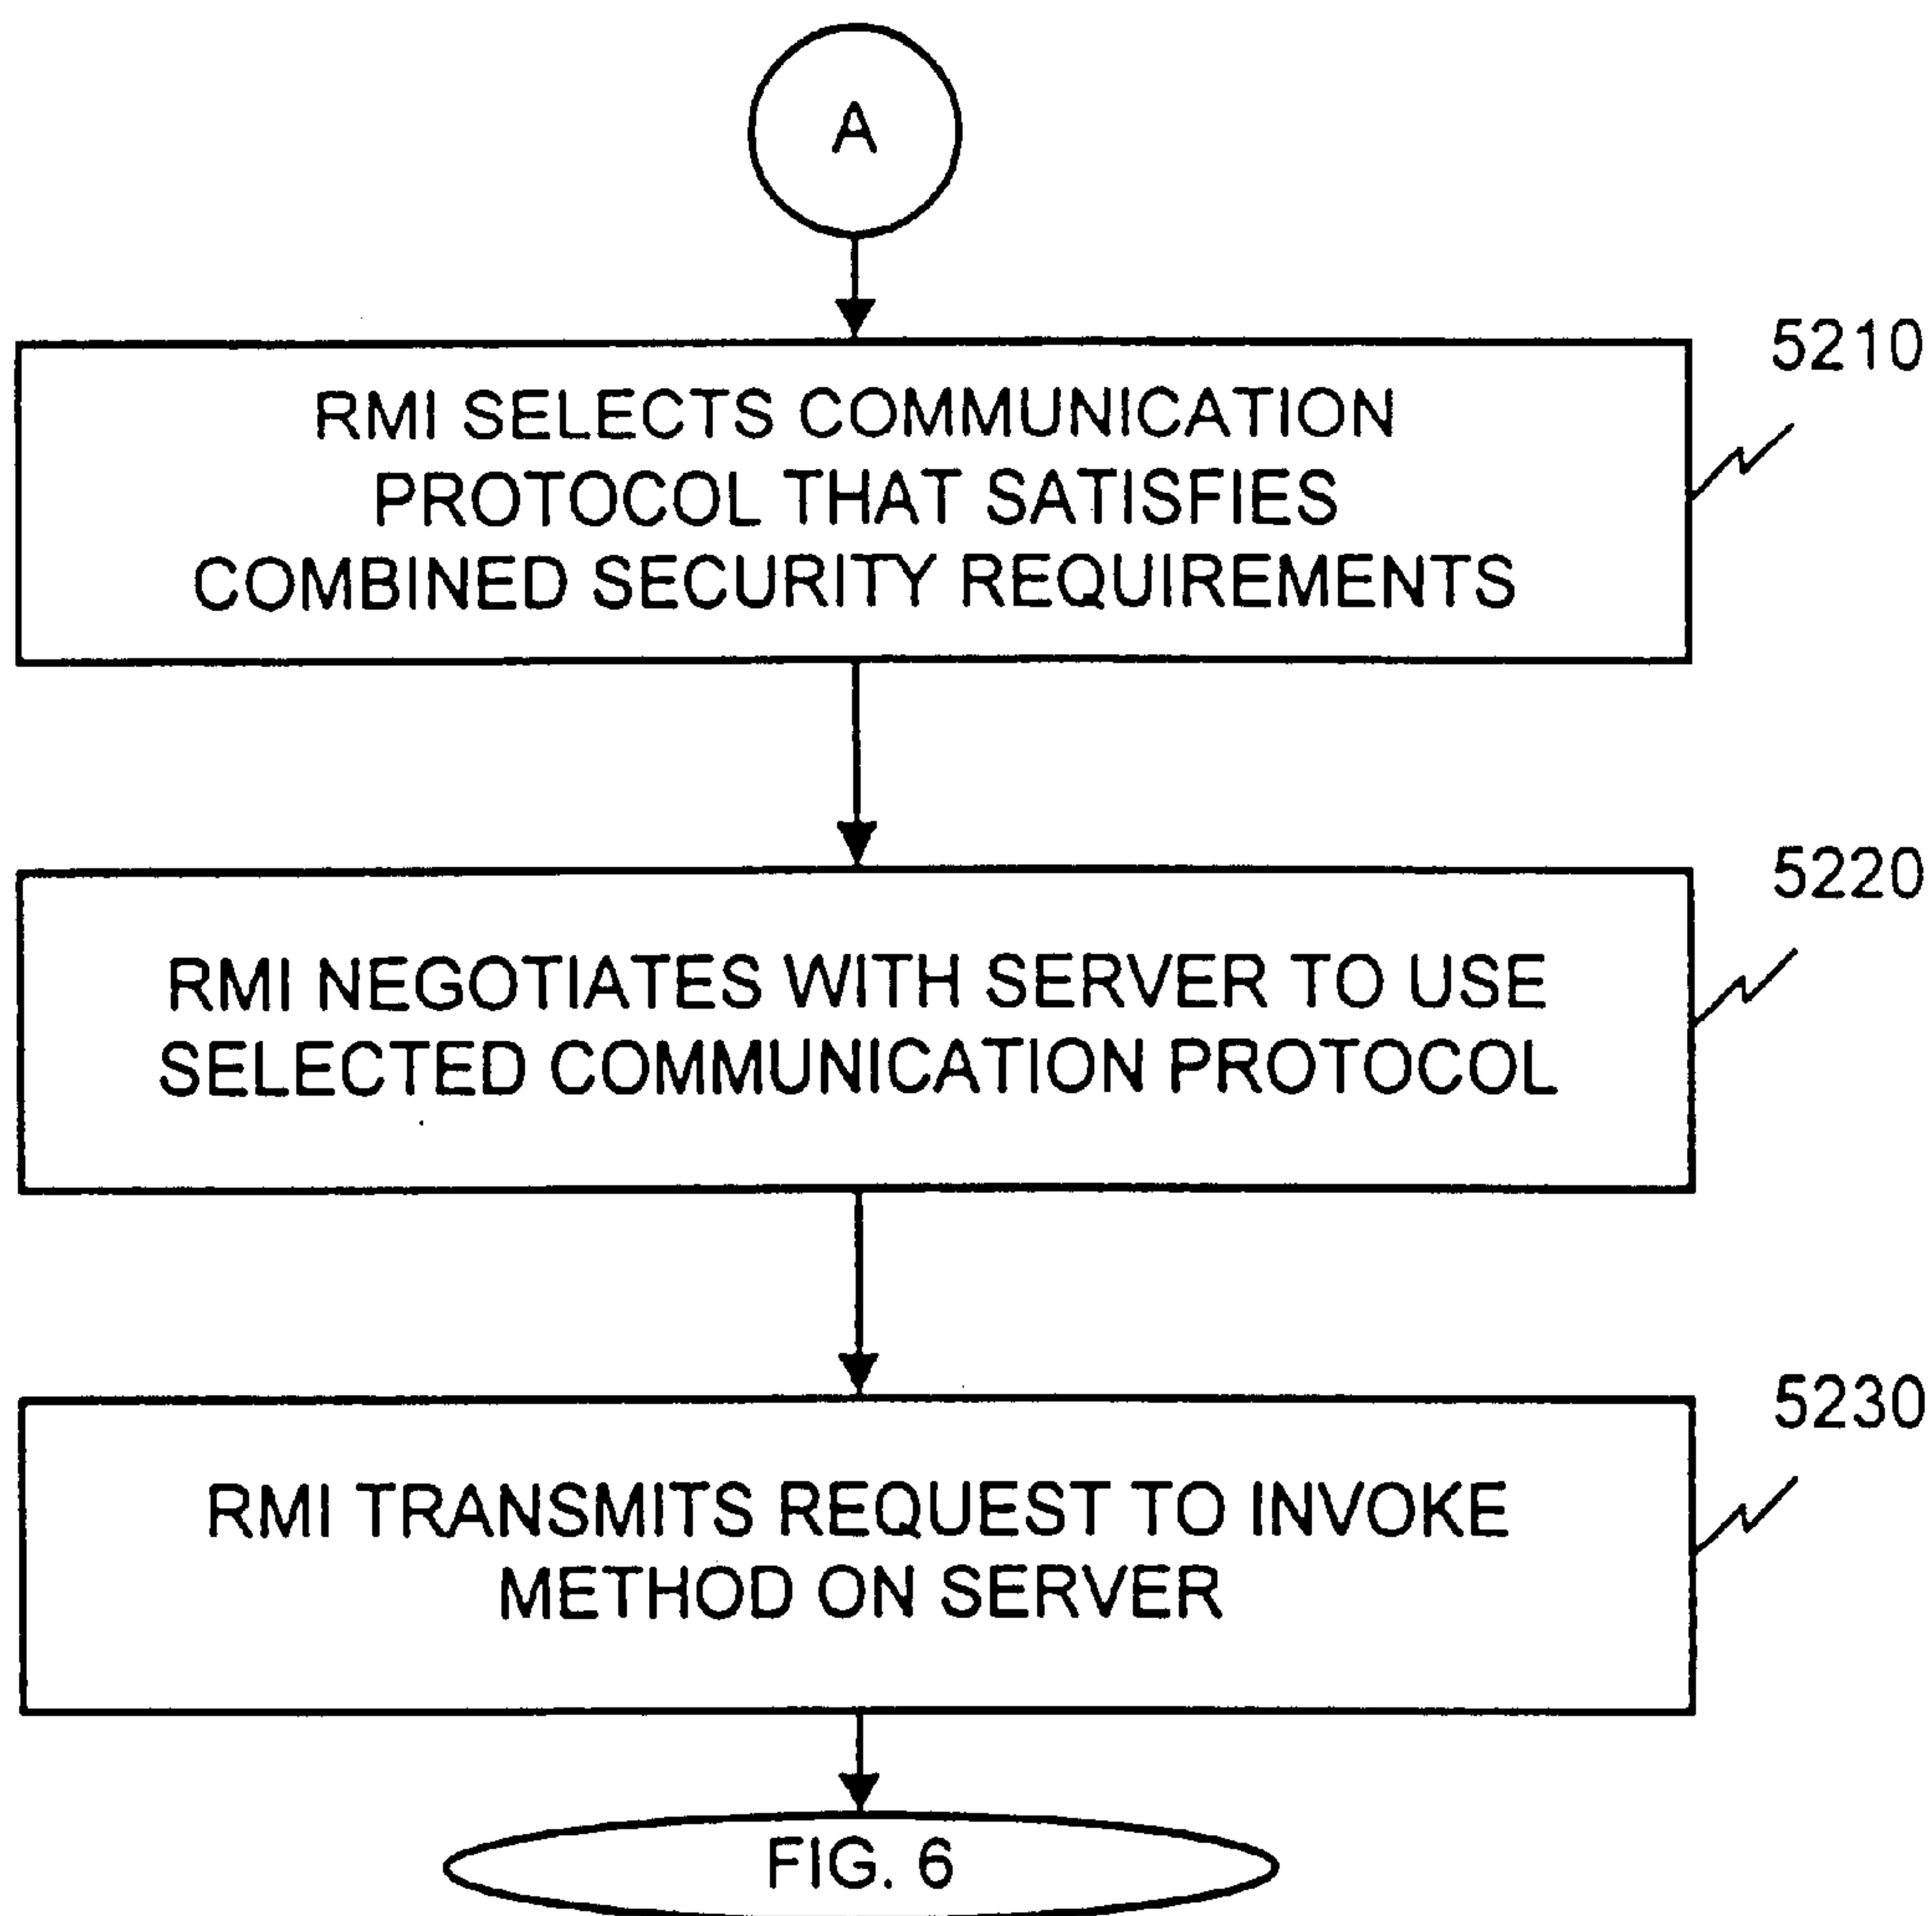 A
5210
RMI SELECTS COMMUNICATION
PROTOCOL THAT SATISFIES
COMBINED SECURITY REQUIREMENTS
5220
RMI NEGOTIATES WITH SERVER TO USE
SELECTED COMMUNICATION PROTOCOL
5230
RMI TRANSMITS REQUEST TO INVOKE
METHOD ON SERVER
FIG. 6